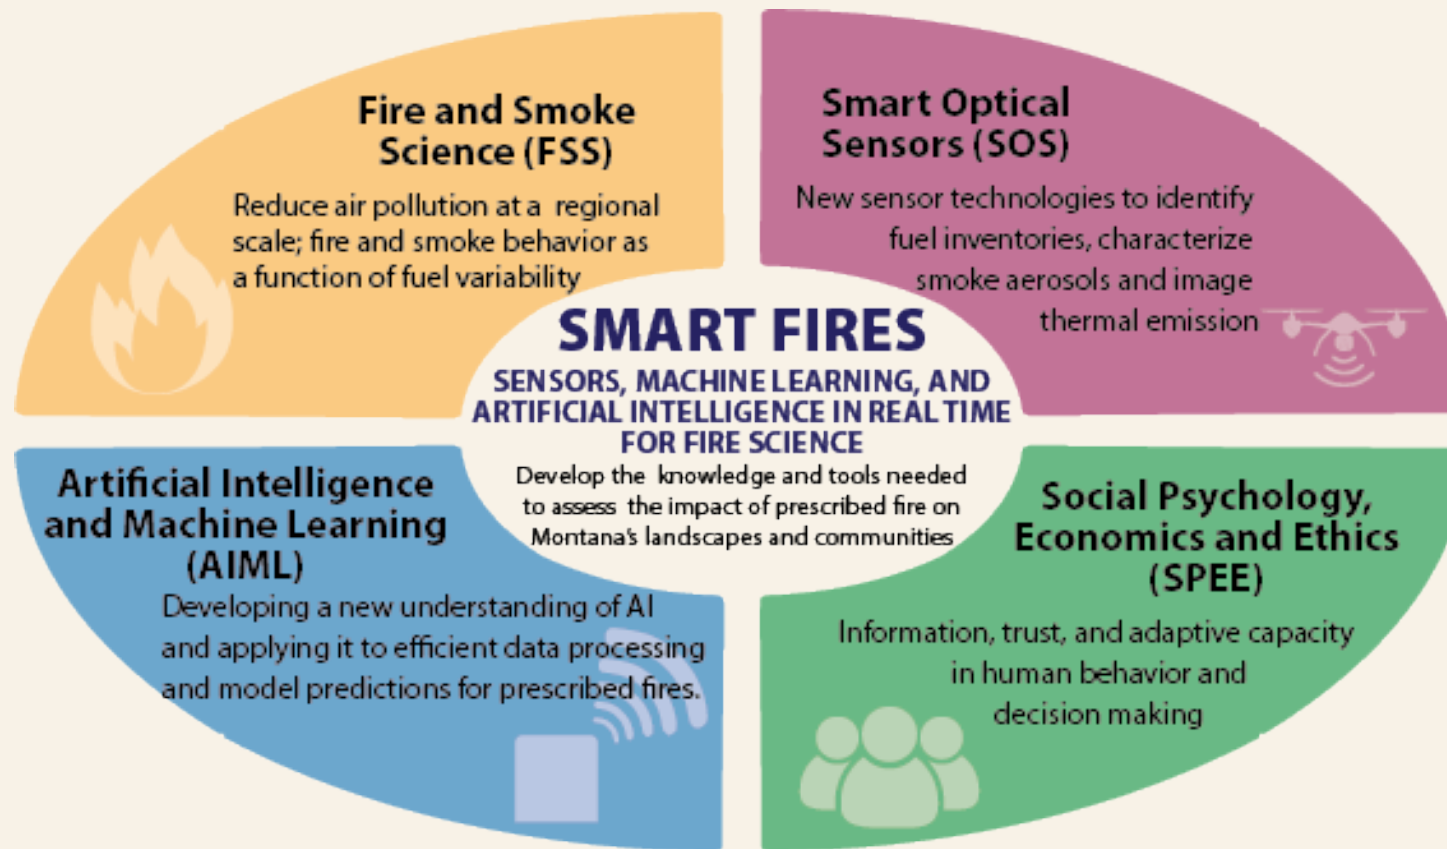 Fire and Smoke
Science (FSS)
Reduce air pollution at a regional
scale; fire and smoke behavior as
a function of fuel variability
Smart Optical
Sensors (SOS)
New sensor technologies to identify
fuel inventories, characterize
smoke aerosols and image
thermal emission
SMART FIRES
SENSORS, MACHINE LEARNING, AND
ARTIFICIAL INTELLIGENCE IN REAL TIME
FOR FIRE SCIENCE
Develop the knowledge and tools needed
to assess the impact of prescribed fire on
Montana's landscapes and communities
Artificial Intelligence
and Machine Learning
(AIML)
Developing a new understanding of AI
and applying it to efficient data processing
and model predictions for prescribed fires.
Social Psychology,
Economics and Ethics
(SPEE)
Information, trust, and adaptive capacity
in human behavior and
decision making